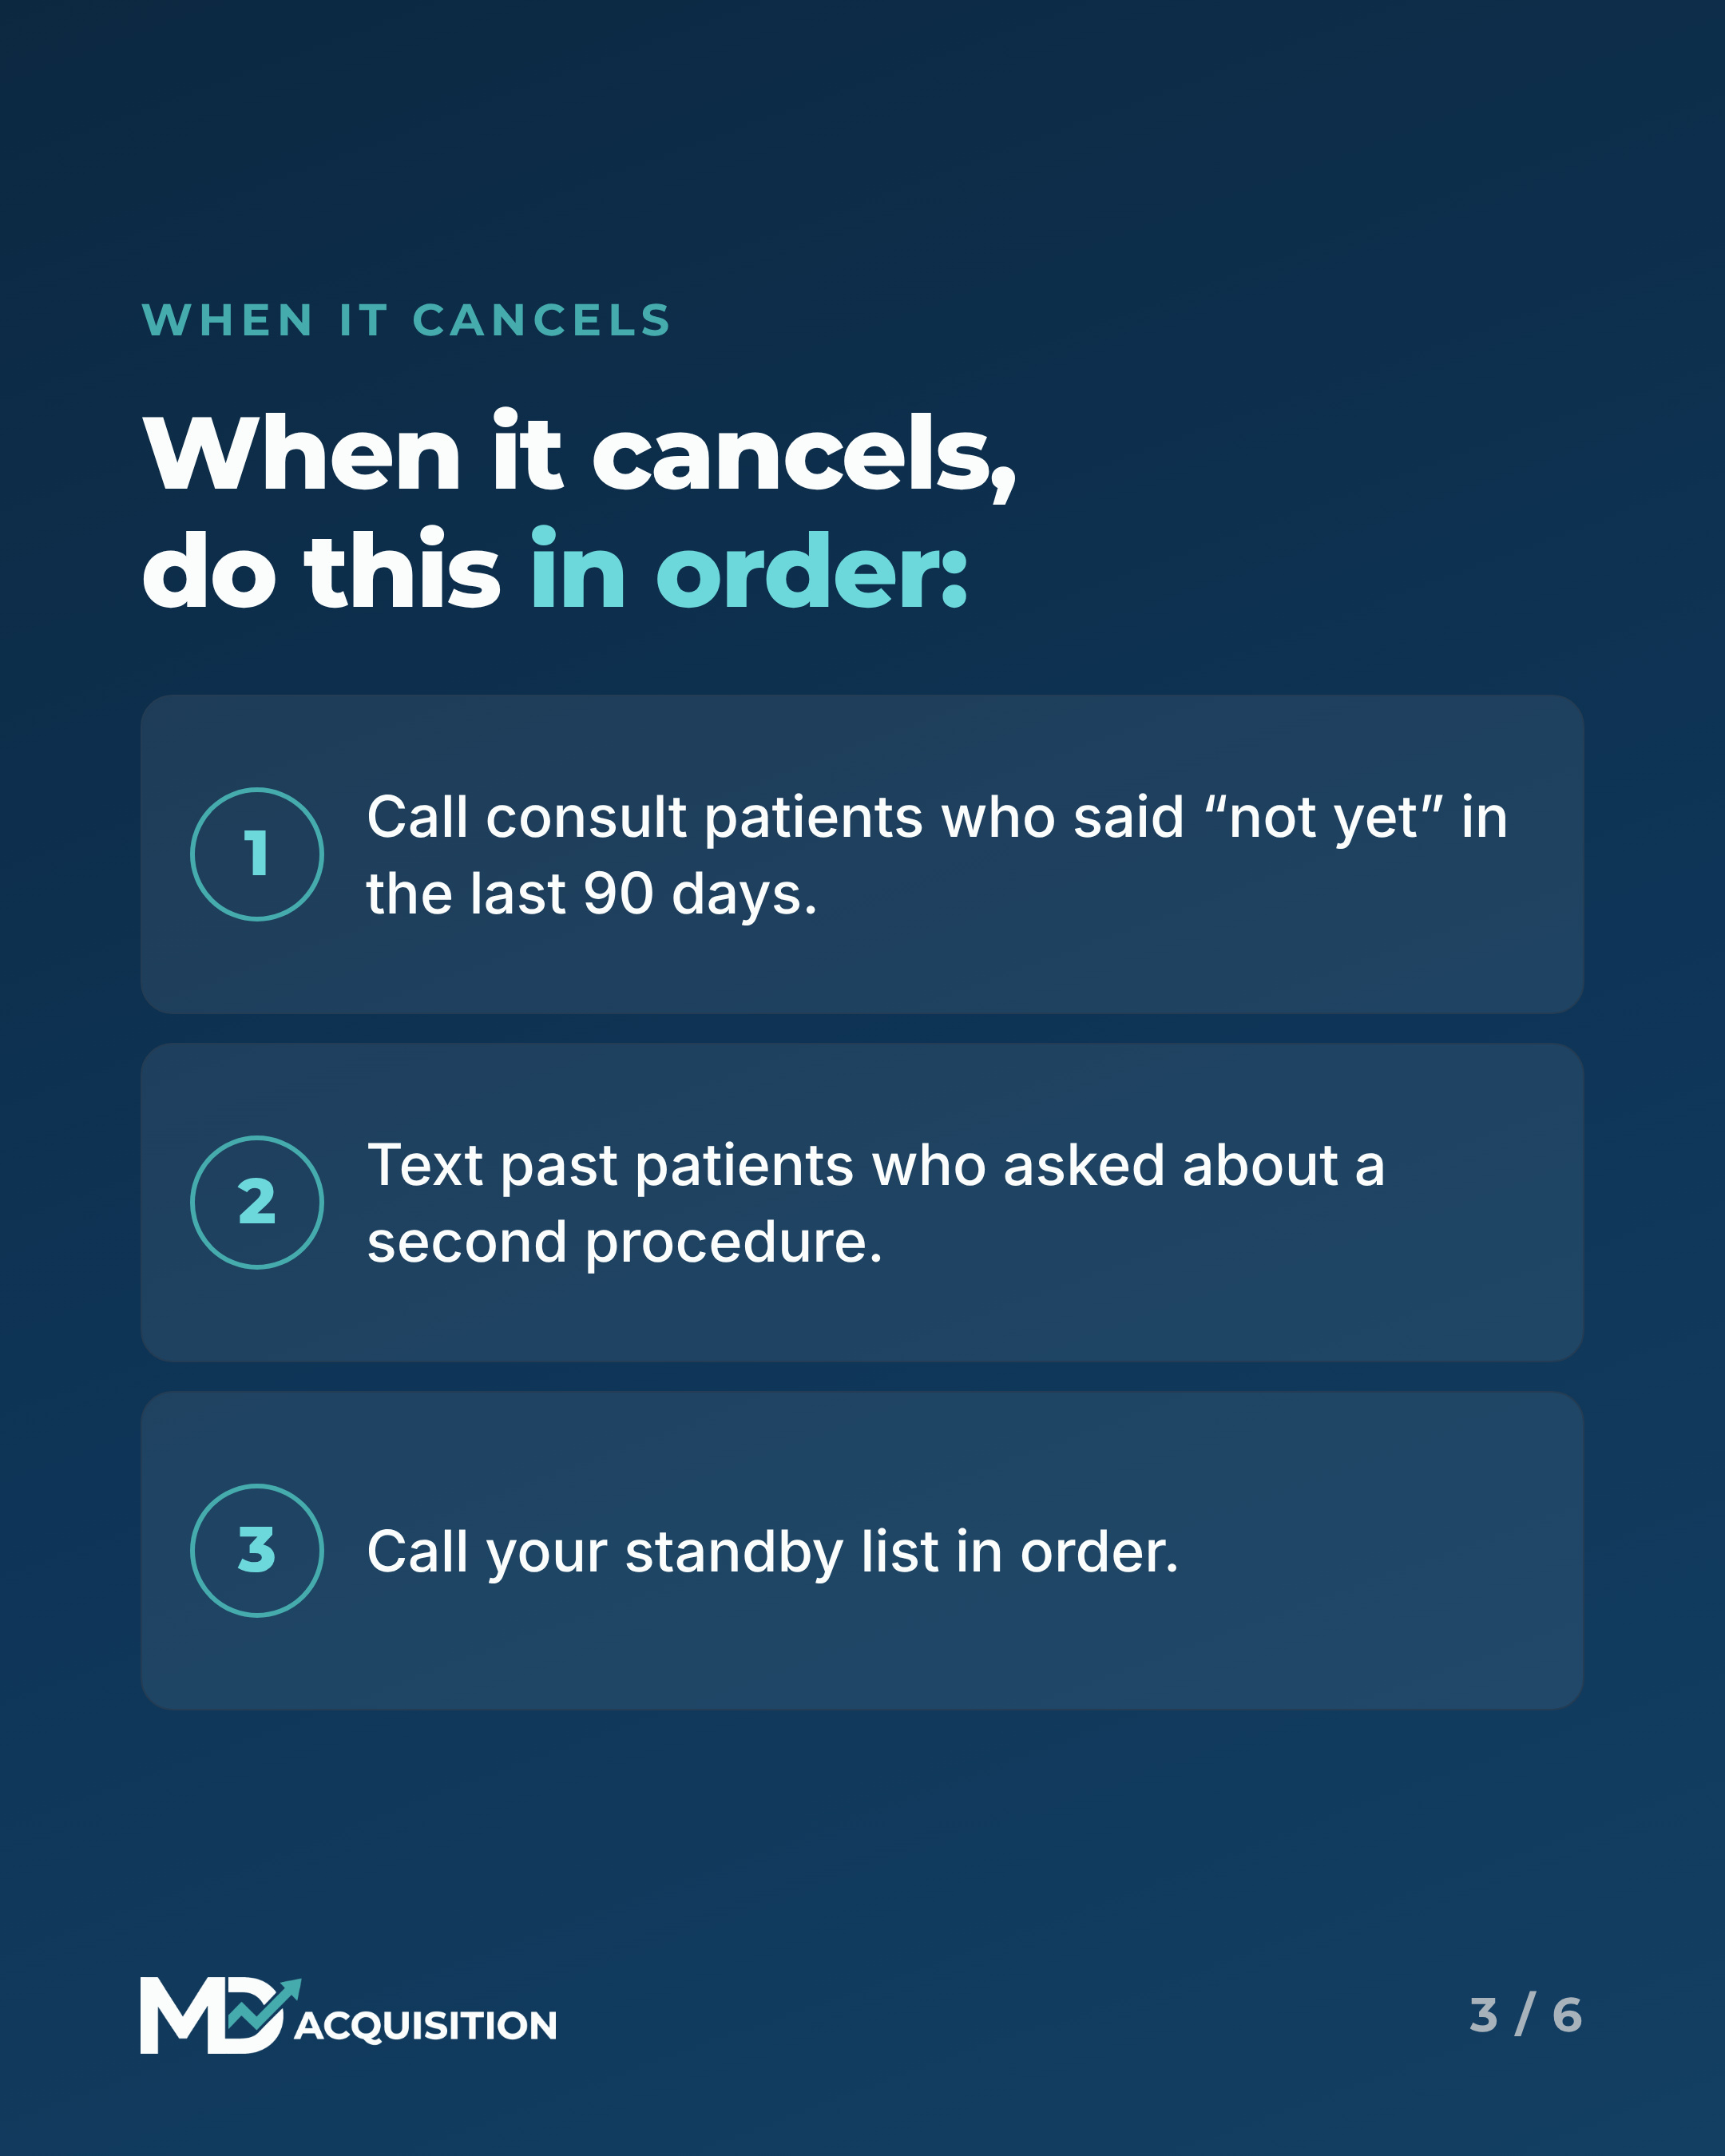 WHEN IT CANCELS
When it cancels,
do this in order:
1
Call consult patients who said “not yet” in
the last 90 days.
2
Text past patients who asked about a
second procedure.
3
Call your standby list in order.
MD ACQUISITION
3 / 6